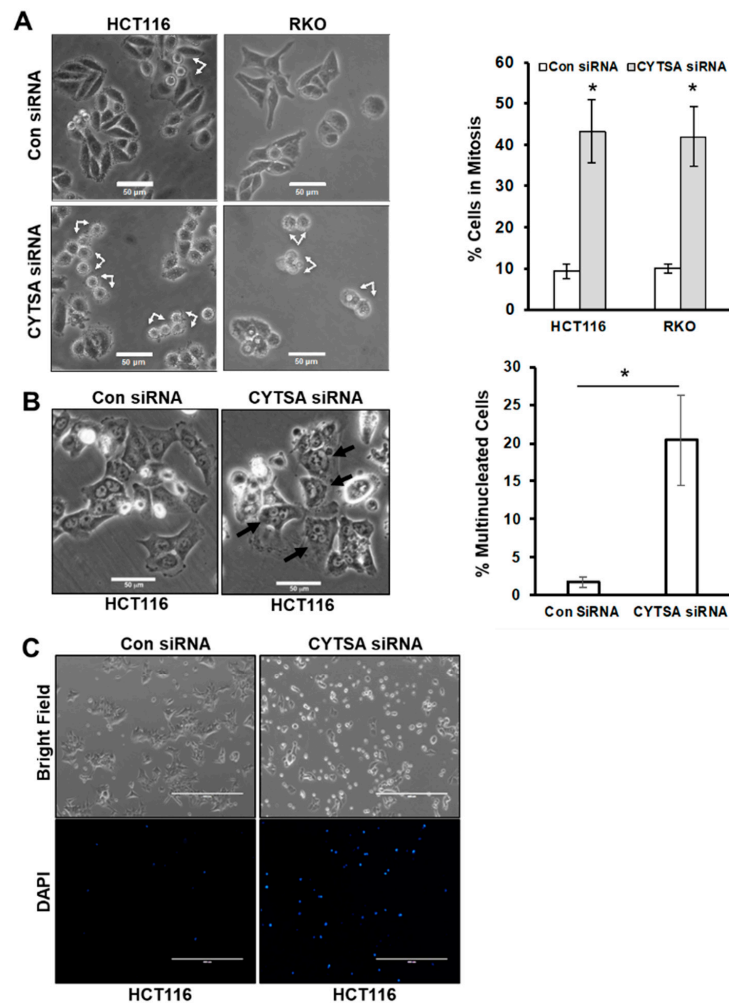 A
HCT116
RKO
Con siRNA
50 µm
50 µm
CYTSA siRNA
50 µm
50 µm
% Cells in Mitosis
Con siRNA
CYTSA siRNA
60
50
40
30
20
10
0
*
*
HCT116
RKO
B
Con siRNA
CYTSA siRNA
50 µm
50 µm
HCT116
HCT116
% Multinucleated Cells
30
25
20
15
10
5
0
*
Con SiRNA
CYTSA siRNA
C
Con siRNA
CYTSA siRNA
Bright Field
DAPI
HCT116
HCT116